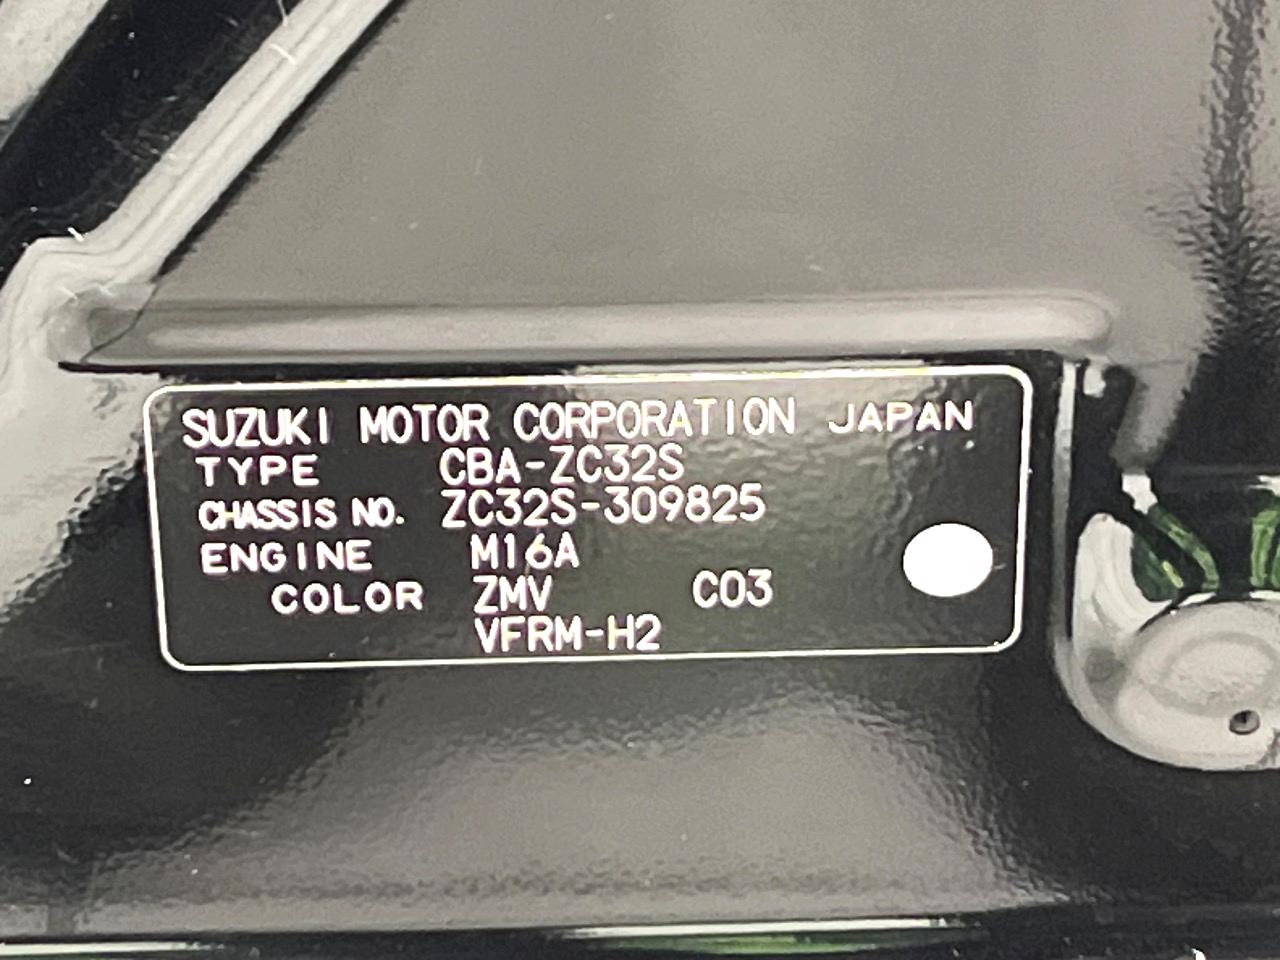 SUZUKI MOTOR CORPORATION JAPAN
TYPE CBA-ZC32S
CHASSIS NO. ZC32S-309825
ENGINE M16A
COLOR ZMV C03
VFRM-H2